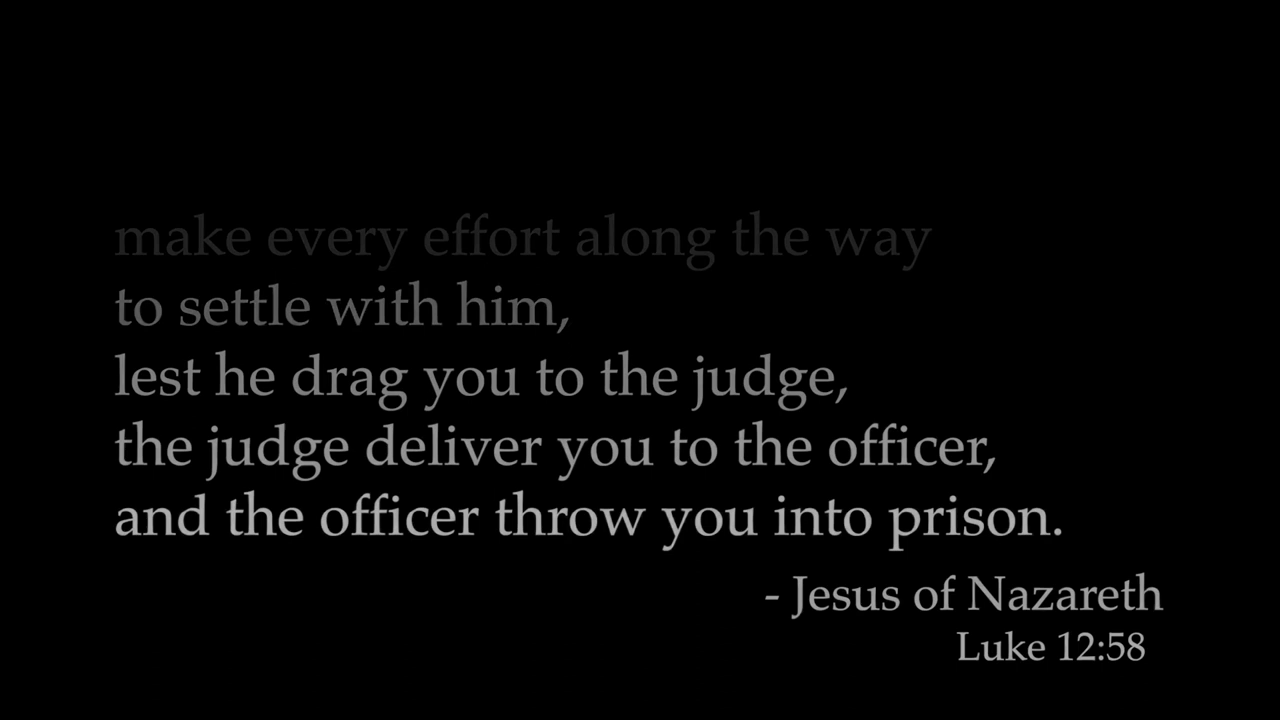 make every effort along the way
to settle with him,
lest he drag you to the judge,
the judge deliver you to the officer,
and the officer throw you into prison.
- Jesus of Nazareth
Luke 12:58